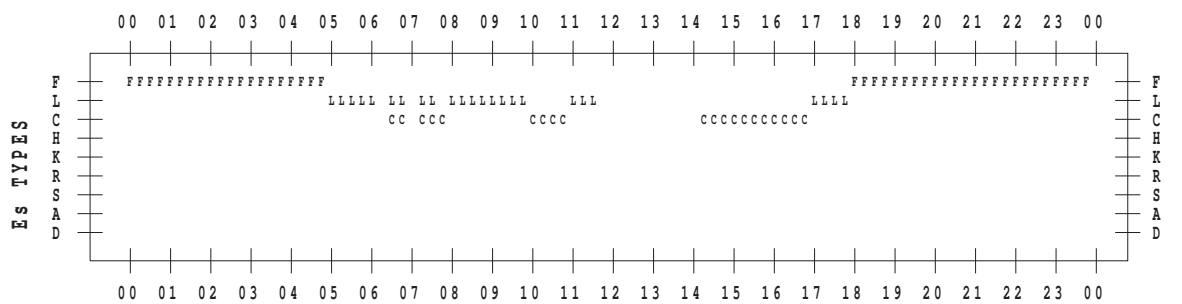 00 01 02 03 04 05 06 07 08 09 10 11 12 13 14 15 16 17 18 19 20 21 22 23 00
F FFFFFFFFFFFFFFFFFFFF FFFFFFFFFFFFFFFFFFFFFFFF F
L LLLLL LL LL LLLLLLLL LLL LLLL L
C CC CCC CCCC CCCCCCCCCCC C
H H
K K
R R
S S
A A
D D
Es TYPES
00 01 02 03 04 05 06 07 08 09 10 11 12 13 14 15 16 17 18 19 20 21 22 23 00